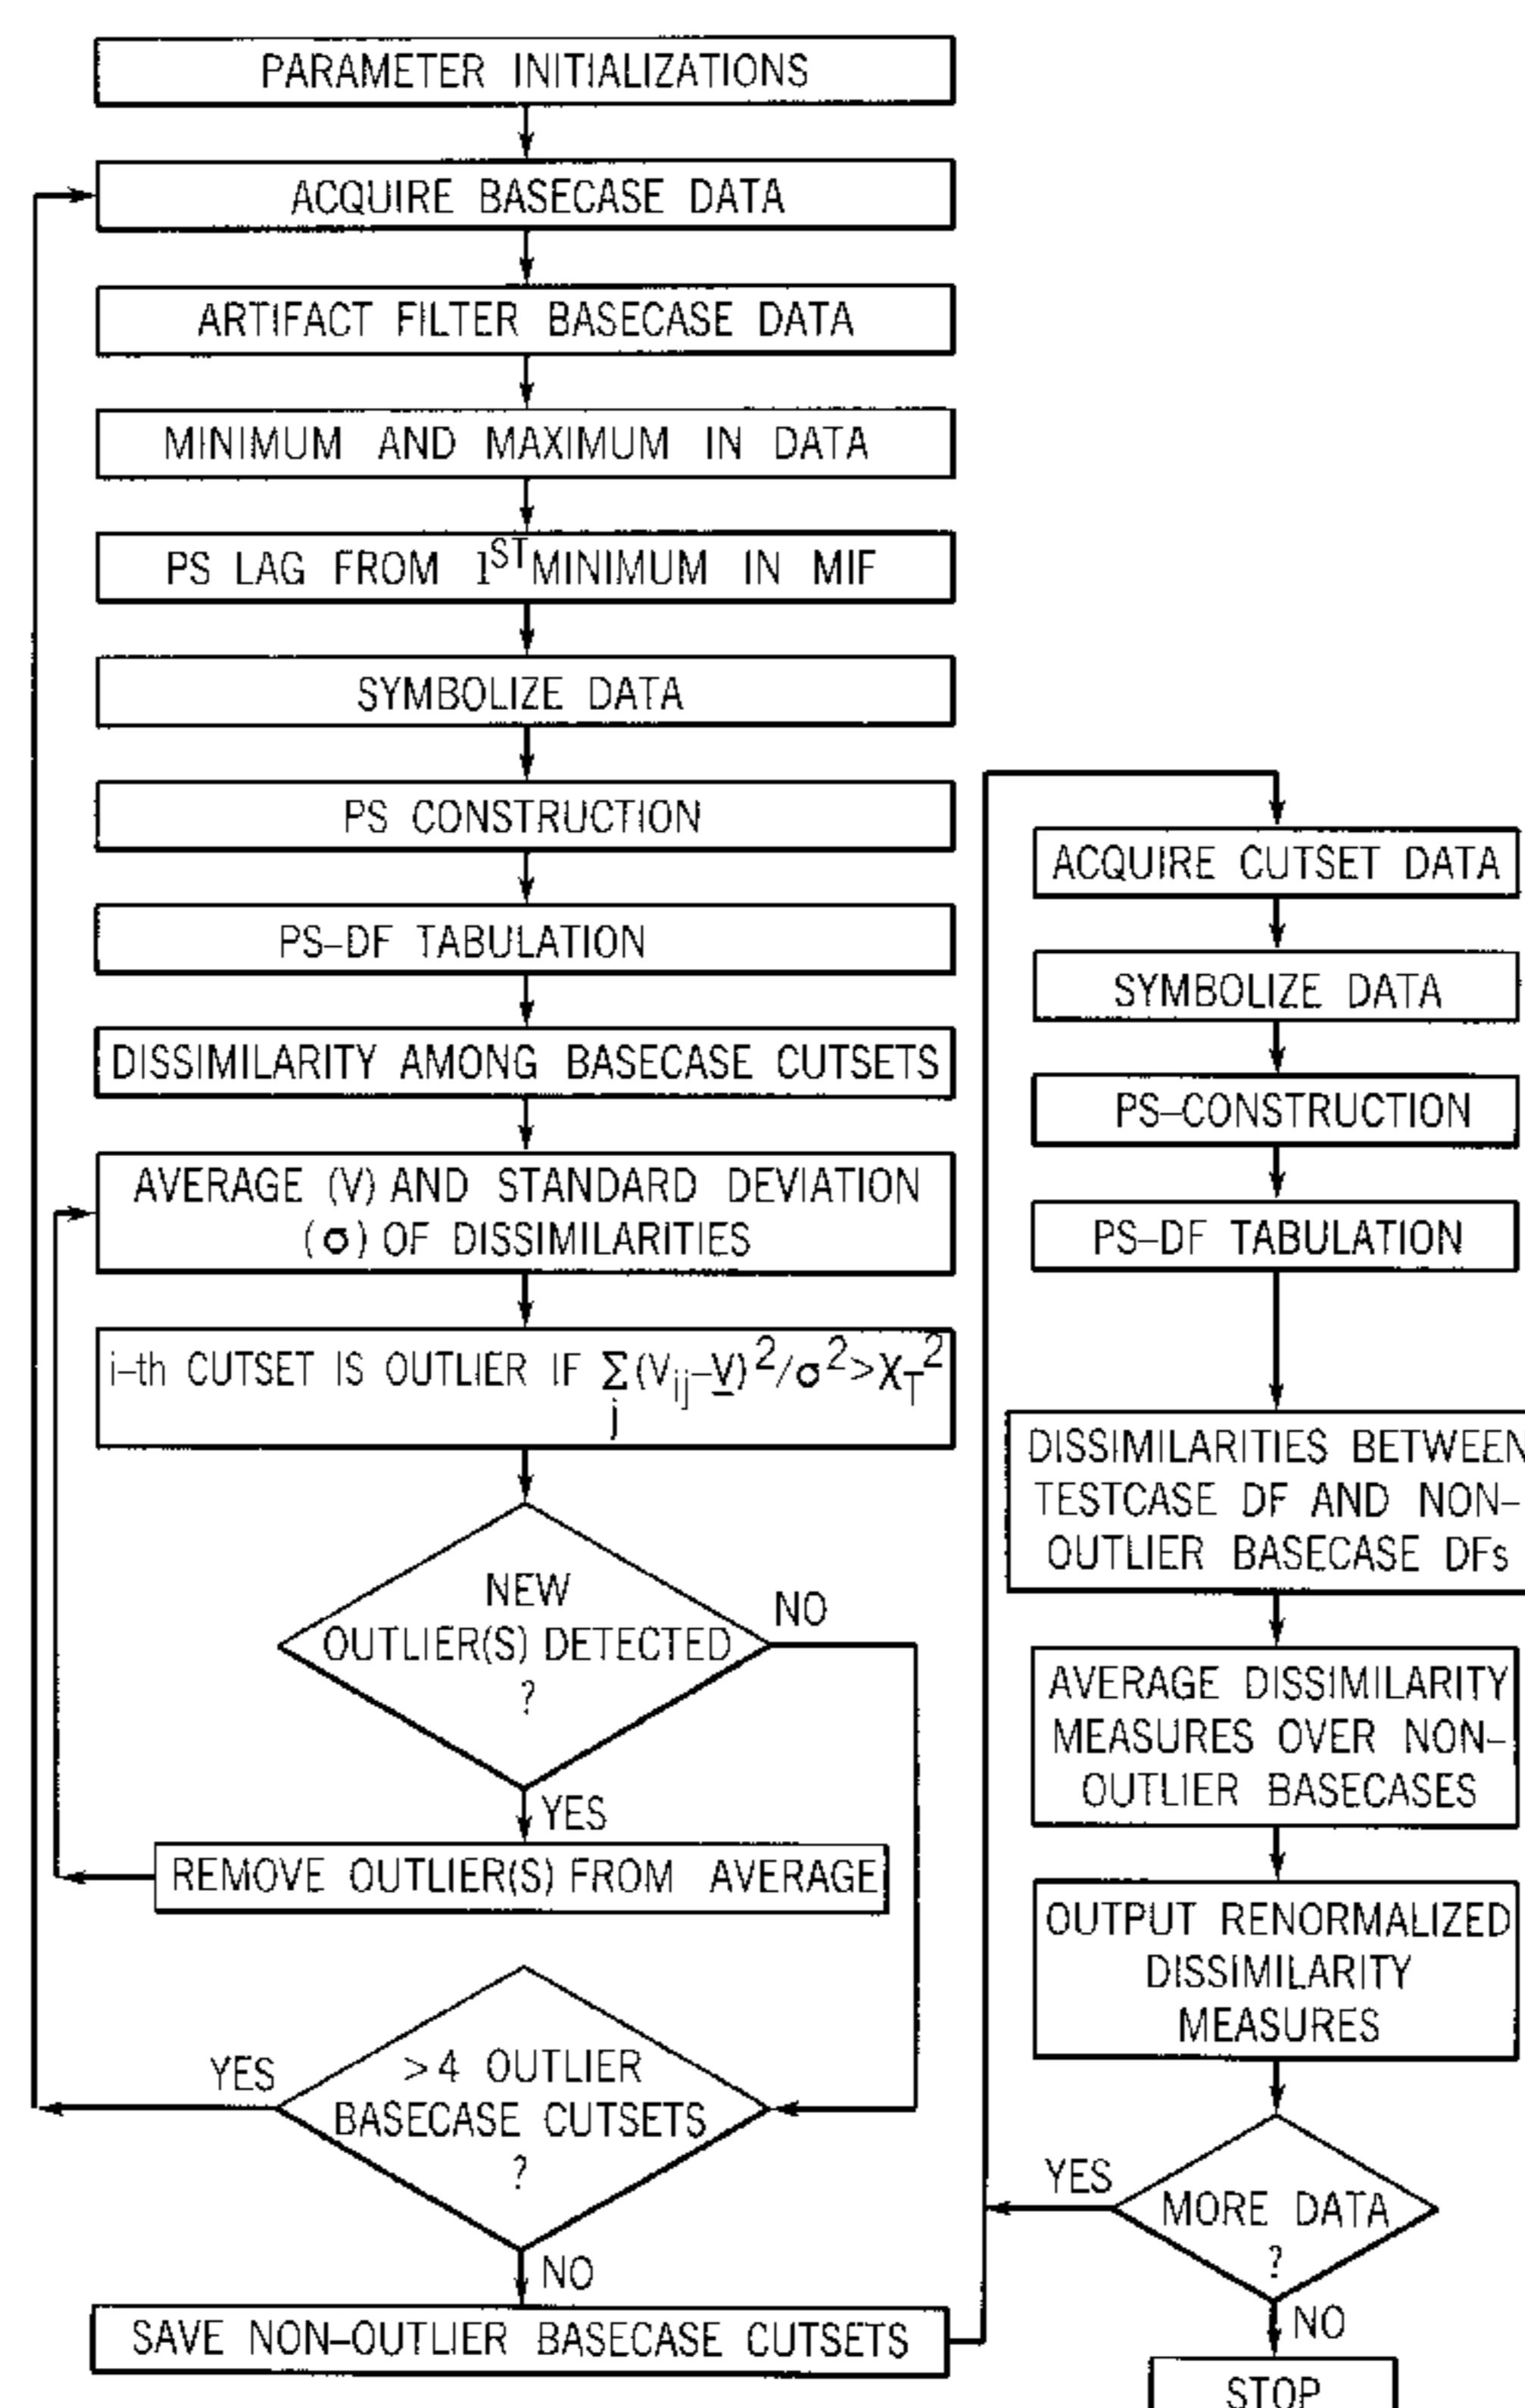 PARAMETER INITIALIZATIONS
ACQUIRE BASECASE DATA
ARTIFACT FILTER BASECASE DATA
MINIMUM AND MAXIMUM IN DATA
PS LAG FROM 1ST MINIMUM IN MIF
SYMBOLIZE DATA
PS CONSTRUCTION
PS-DF TABULATION
DISSIMILARITY AMONG BASECASE CUTSETS
AVERAGE (V) AND STANDARD DEVIATION
(σ) OF DISSIMILARITIES
i-th CUTSET IS OUTLIER IF ∑j(Vij-V)2/σ2>χT2
NEW
OUTLIER(S) DETECTED
?
NO
YES
REMOVE OUTLIER(S) FROM AVERAGE
>4 OUTLIER
BASECASE CUTSETS
?
YES
NO
SAVE NON-OUTLIER BASECASE CUTSETS
ACQUIRE CUTSET DATA
SYMBOLIZE DATA
PS-CONSTRUCTION
PS-DF TABULATION
DISSIMILARITIES BETWEEN
TESTCASE DF AND NON-
OUTLIER BASECASE DFs
AVERAGE DISSIMILARITY
MEASURES OVER NON-
OUTLIER BASECASES
OUTPUT RENORMALIZED
DISSIMILARITY
MEASURES
YES
MORE DATA
?
NO
STOP